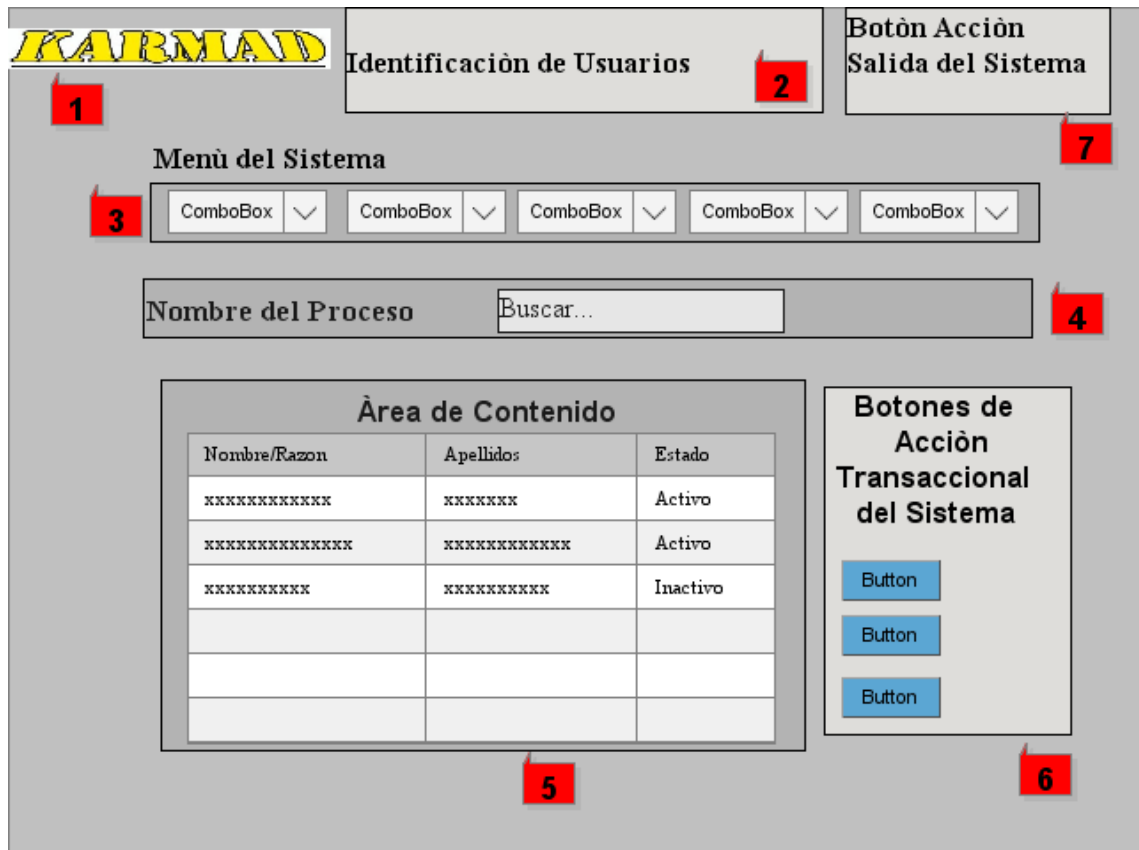 KARMAD
1
Identificaciòn de Usuarios
2
Botòn Acciòn
Salida del Sistema
7
Menù del Sistema
3
ComboBox ComboBox ComboBox ComboBox ComboBox
Nombre del Proceso Buscar...
4
Àrea de Contenido
Nombre/Razon Apellidos Estado
xxxxxxxxxxxx xxxxxxx Activo
xxxxxxxxxxxxxx xxxxxxxxxxxx Activo
xxxxxxxxxx xxxxxxxxxx Inactivo
5
Botones de
Acciòn
Transaccional
del Sistema
Button
Button
Button
6